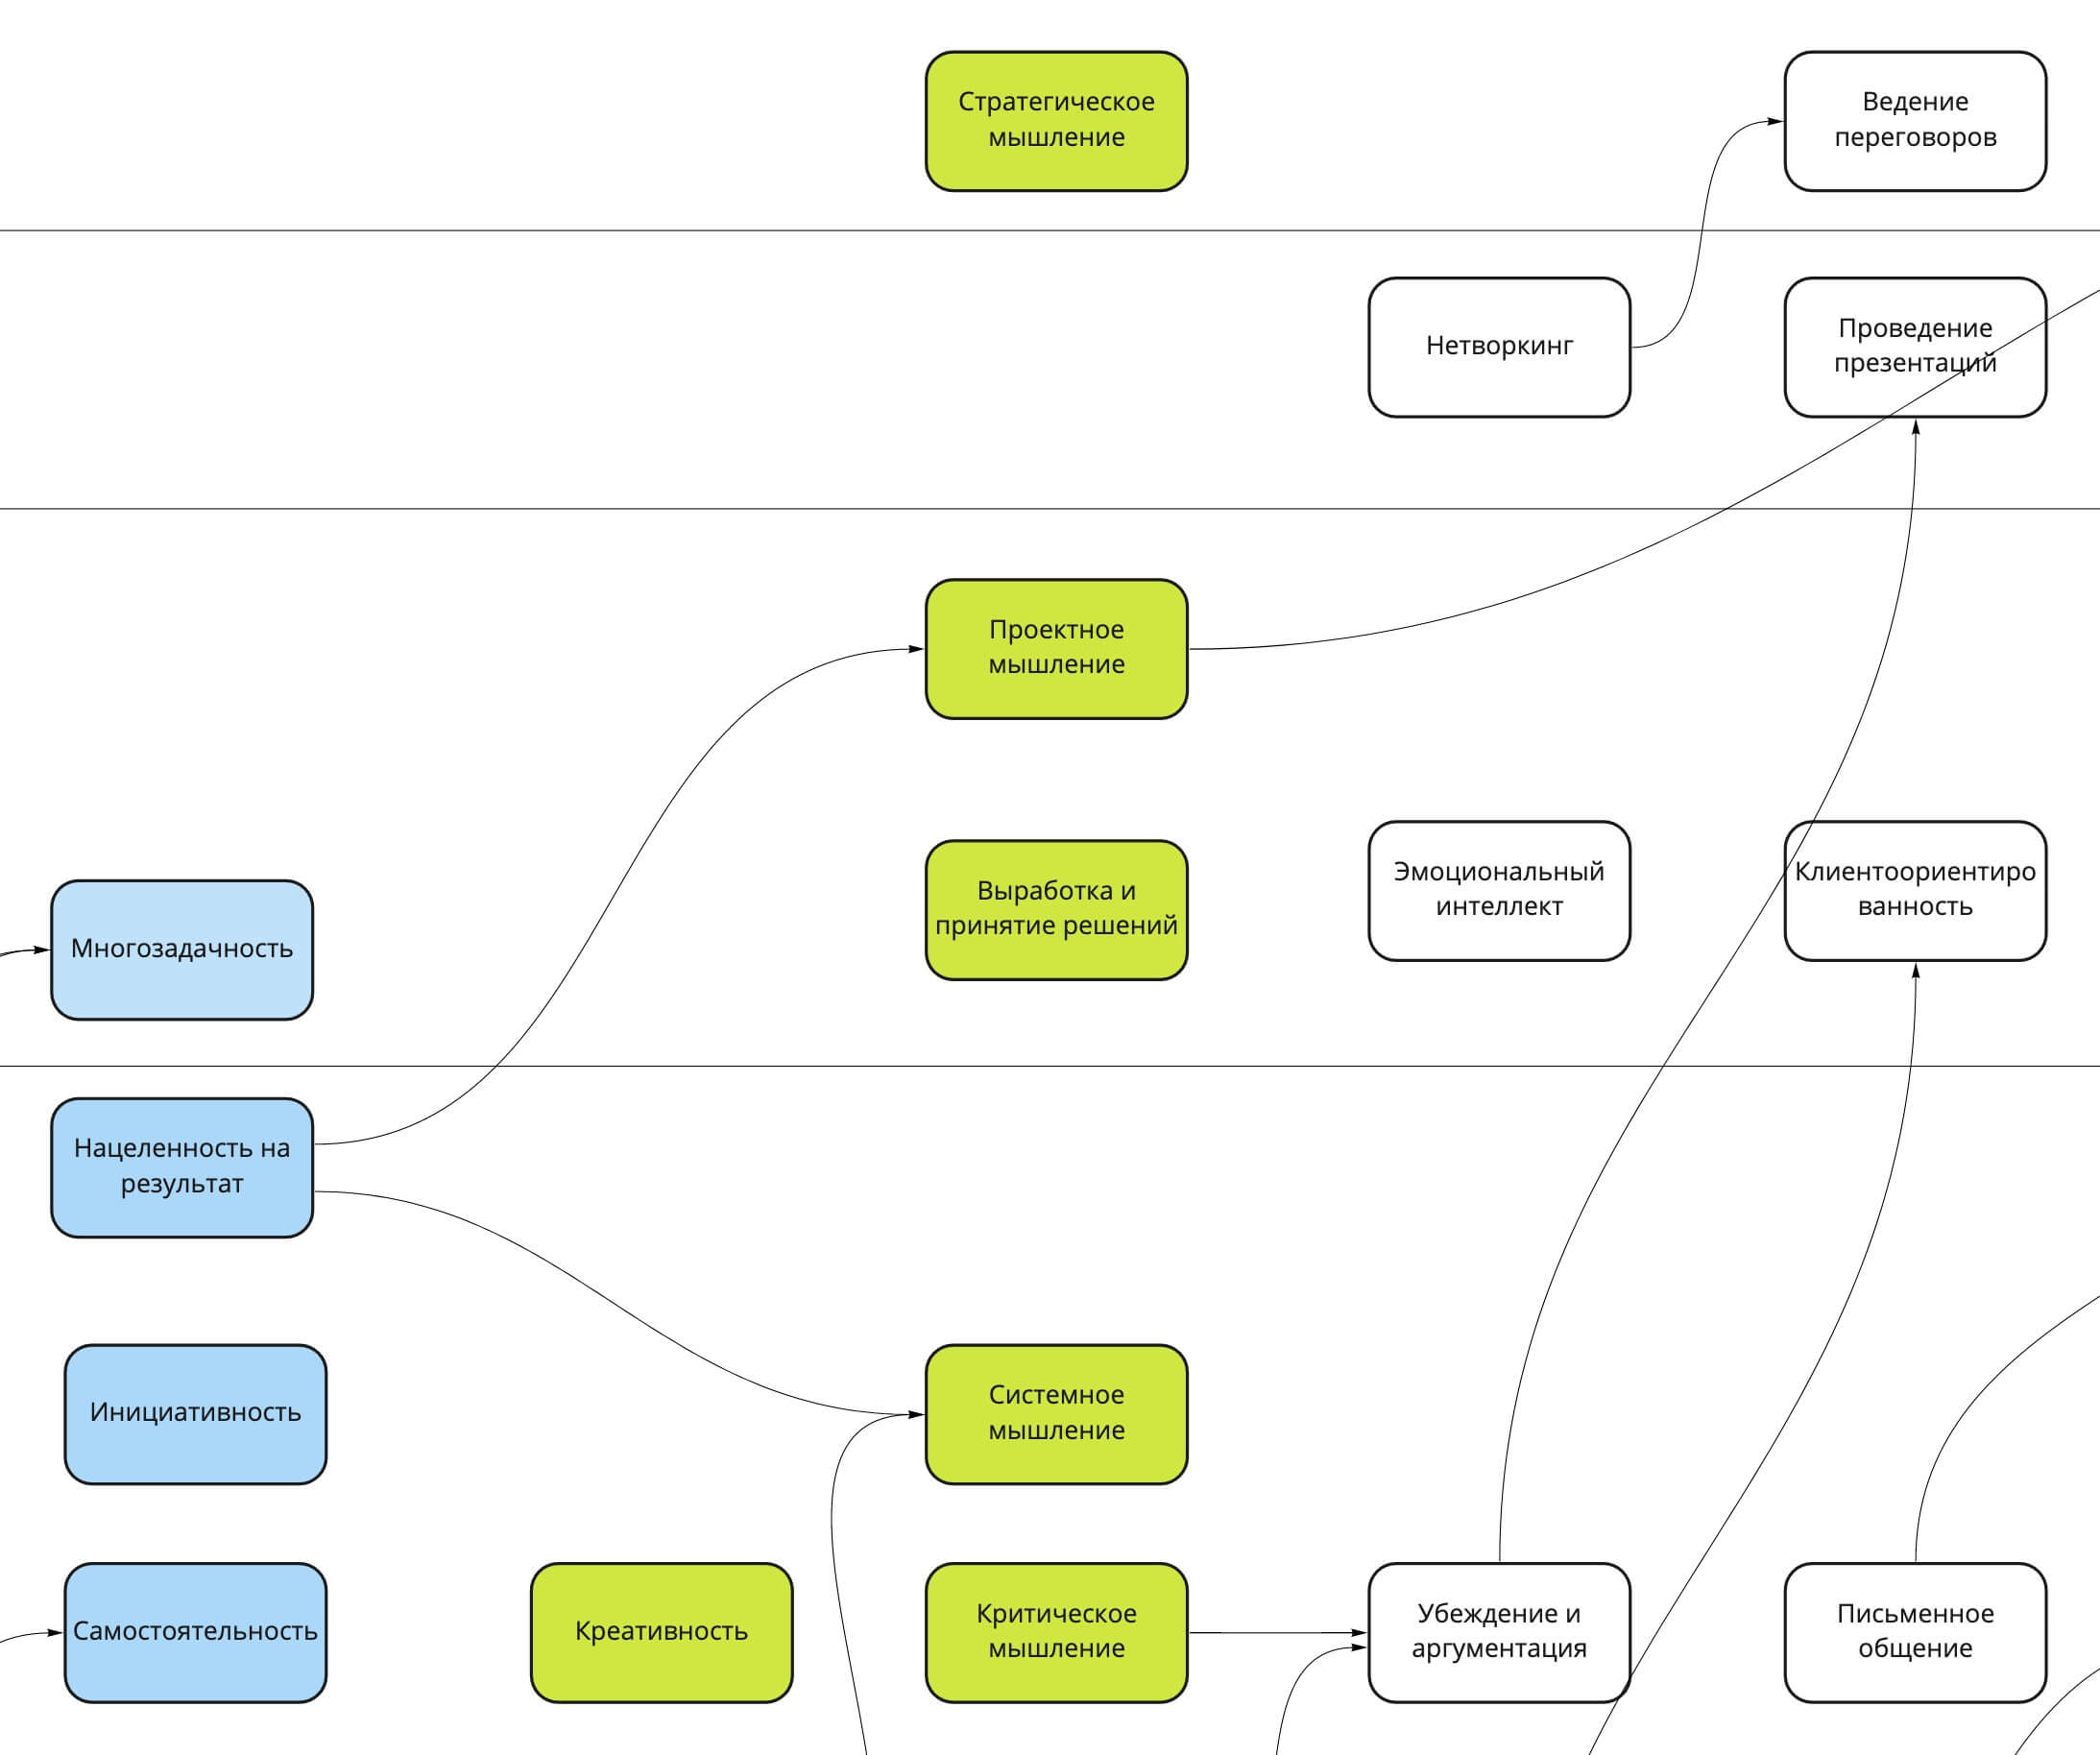 Стратегическое
мышление
Ведение
переговоров
Нетворкинг
Проведение
презентаций
Проектное
мышление
Выработка и
принятие решений
Эмоциональный
интеллект
Клиентоориентиро
ванность
Многозадачность
Нацеленность на
результат
Инициативность
Системное
мышление
Самостоятельность
Креативность
Критическое
мышление
Убеждение и
аргументация
Письменное
общение